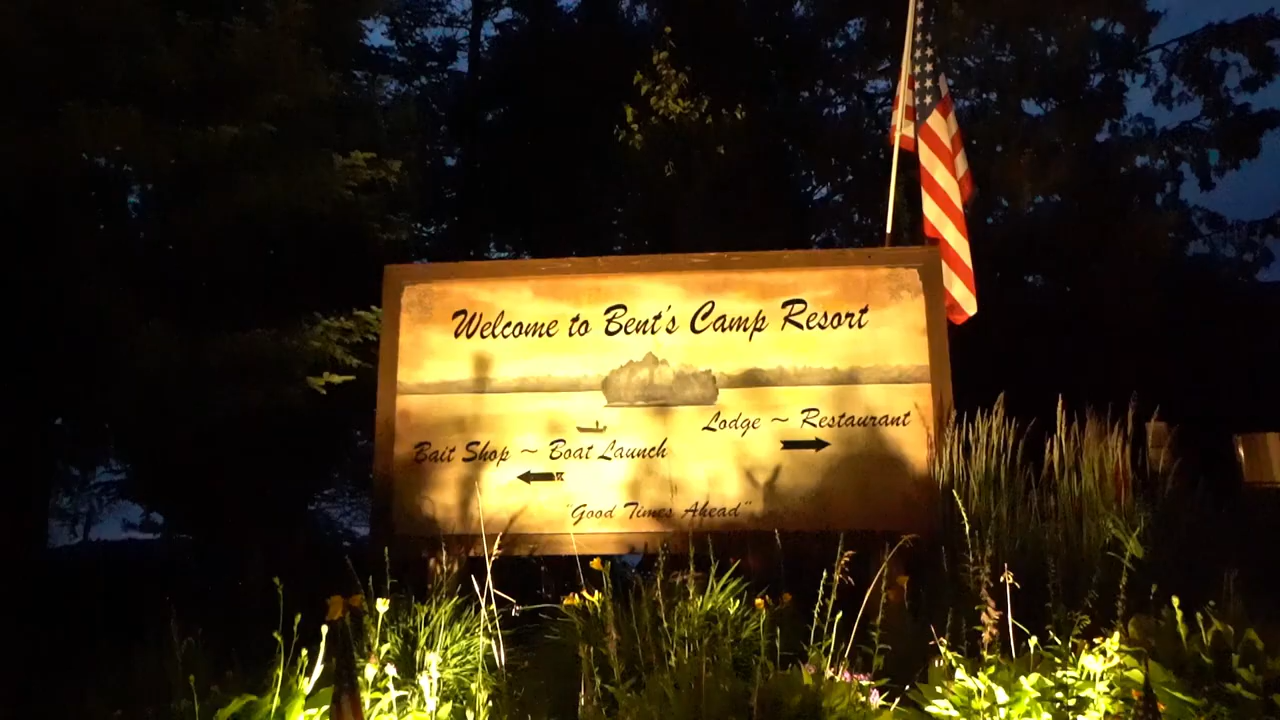 Welcome to Bent's Camp Resort
Lodge ~ Restaurant
Bait Shop ~ Boat Launch
"Good Times Ahead"